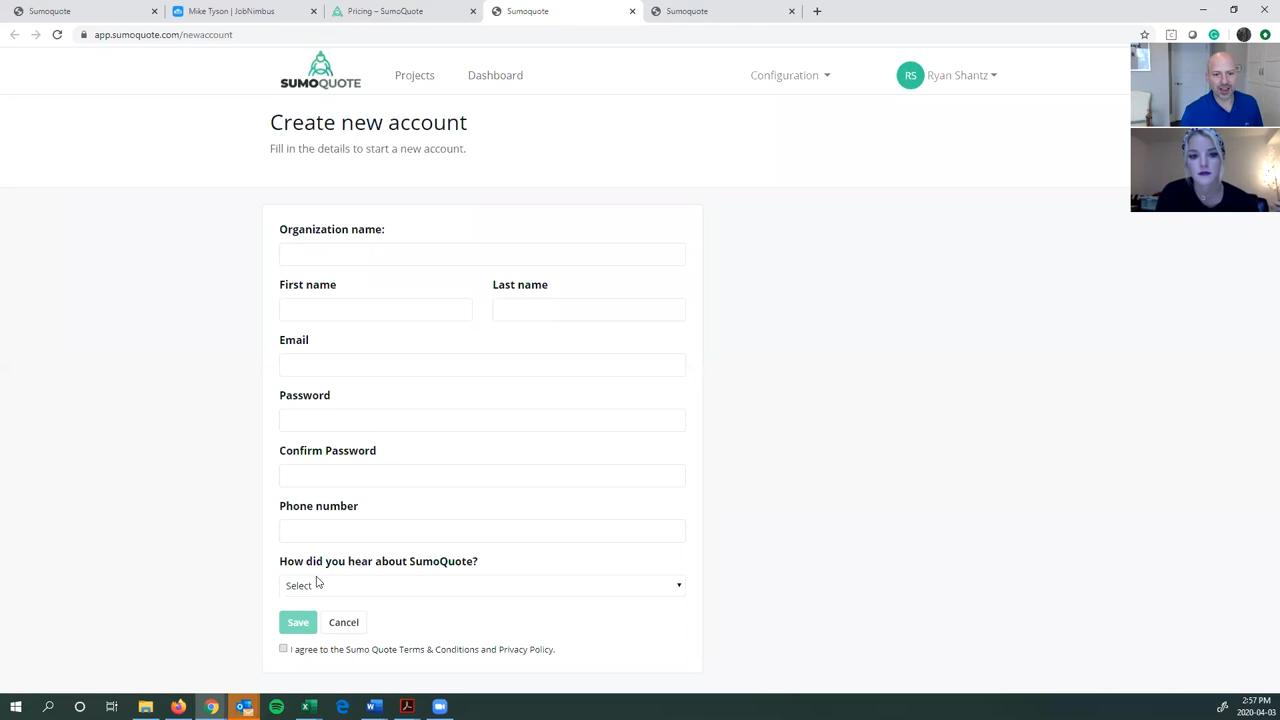 Sumoquote
Mike Tyson | JobNimbus
Pricing – SumoQuote
Sumoquote
Sumoquote
app.sumoquote.com/newaccount
SUMOQUOTE
Projects
Dashboard
Configuration
RS
Ryan Shantz
Create new account
Fill in the details to start a new account.
Organization name:
First name
Last name
Email
Password
Confirm Password
Phone number
How did you hear about SumoQuote?
Select
Save
Cancel
I agree to the Sumo Quote Terms & Conditions and Privacy Policy.
2:57 PM
2020-04-03